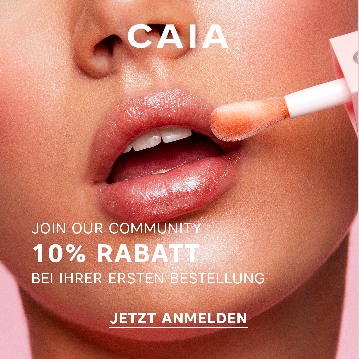 CAIA
JOIN OUR COMMUNITY
10% RABATT
BEI IHRER ERSTEN BESTELLUNG
JETZT ANMELDEN